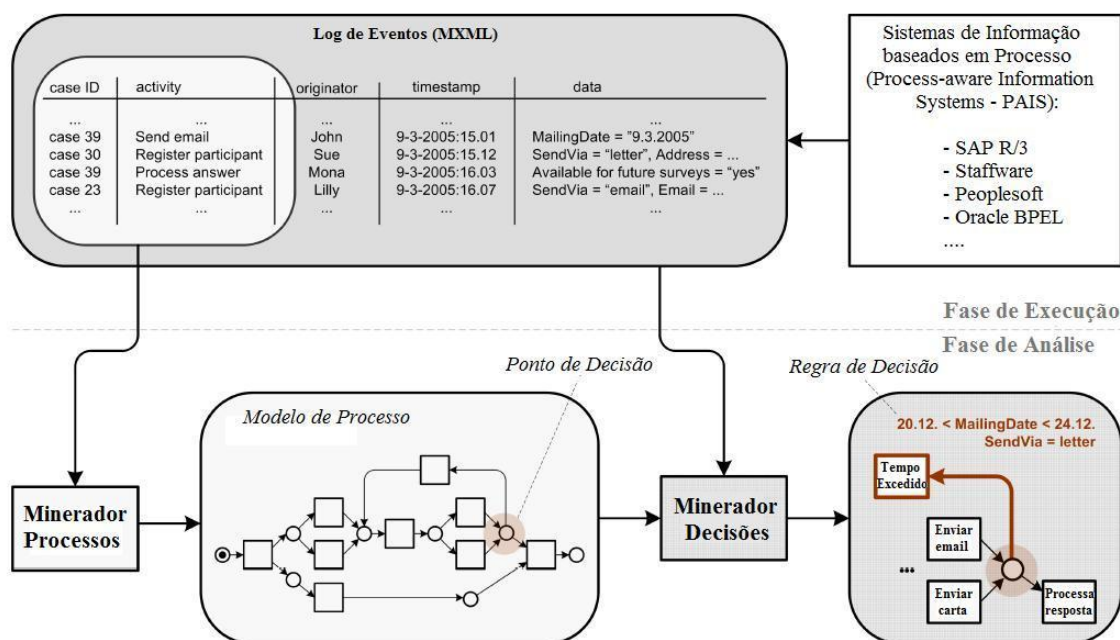 Log de Eventos (MXML)
case ID activity originator timestamp data
... ... ... ... ...
case 39 Send email John 9-3-2005:15.01 MailingDate = "9.3.2005"
case 30 Register participant Sue 9-3-2005:15.12 SendVia = "letter", Address = ...
case 39 Process answer Mona 9-3-2005:16.03 Available for future surveys = "yes"
case 23 Register participant Lilly 9-3-2005:16.07 SendVia = "email", Email = ...
... ... ... ... ...
Sistemas de Informação
baseados em Processo
(Process-aware Information
Systems - PAIS):
- SAP R/3
- Staffware
- Peoplesoft
- Oracle BPEL
....
Fase de Execução
Fase de Análise
Ponto de Decisão
Regra de Decisão
Modelo de Processo
Minerador
Processos
Minerador
Decisões
20.12. < MailingDate < 24.12.
SendVia = letter
Tempo
Excedido
Enviar
email
...
Enviar
carta
Processa
resposta